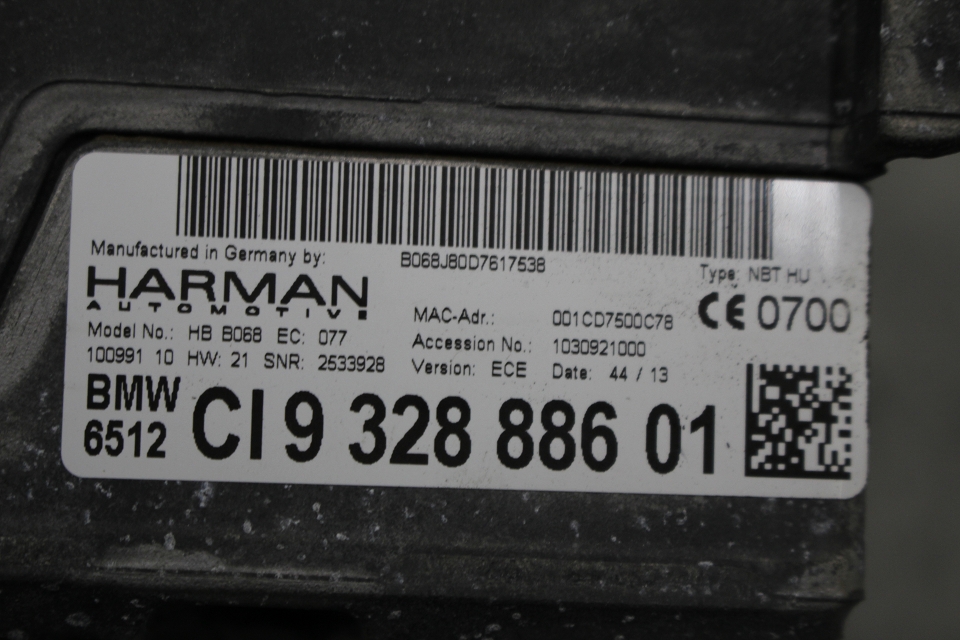 Manufactured in Germany by:
HARMAN
AUTOMOTIVE
Model No.: HB B068 EC: 077
100991 10 HW: 21 SNR: 2533928
B068J80D7617538
Type: NBT HU
CE 0700
MAC-Adr.: 001CD7500C78
Accession No.: 1030921000
Version: ECE Date: 44 / 13
BMW
6512
CI 9 328 886 01